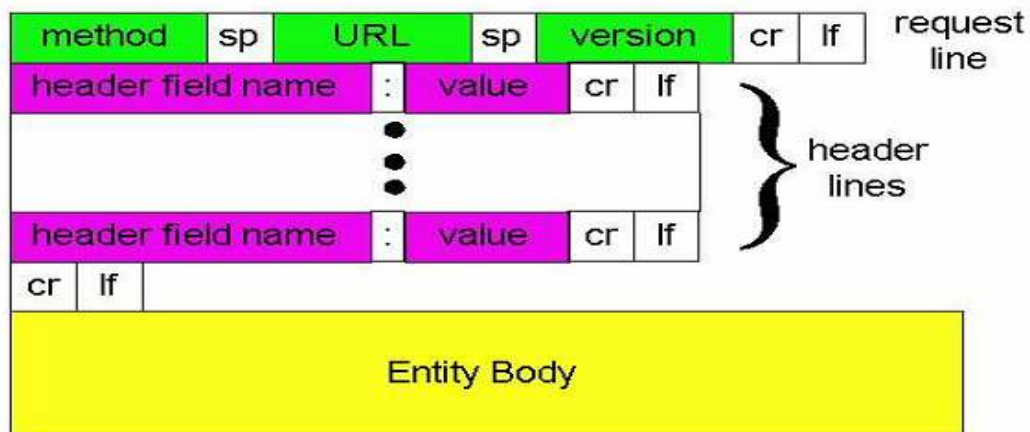 method sp URL sp version cr lf request line
header field name : value cr lf
header lines
header field name : value cr lf
cr lf
Entity Body